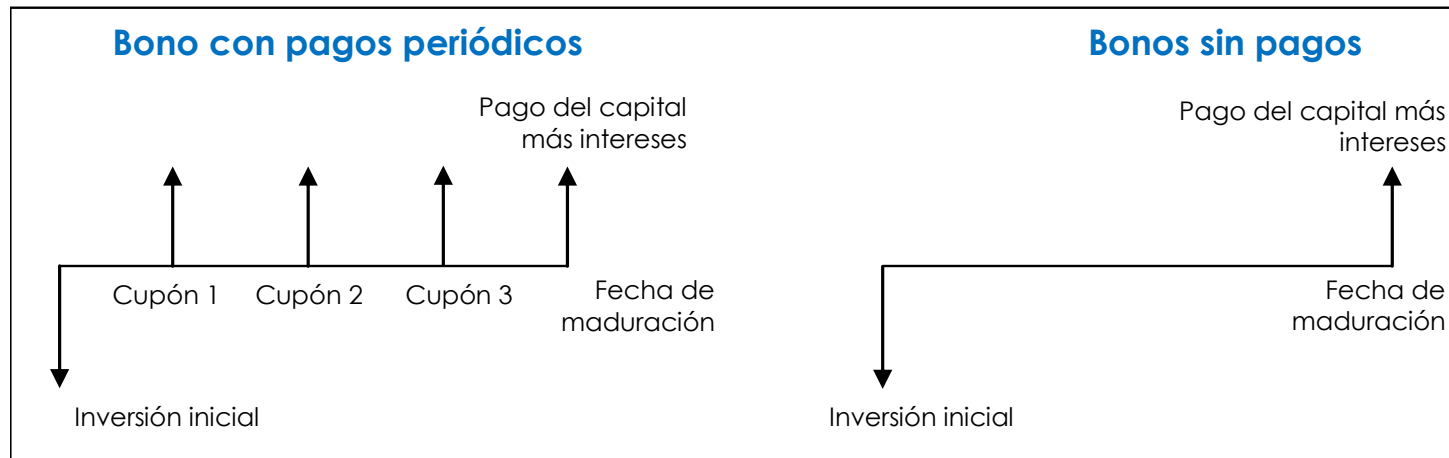 Bono con pagos periódicos
Pago del capital
más intereses
Cupón 1
Cupón 2
Cupón 3
Fecha de
maduración
Inversión inicial
Bonos sin pagos
Pago del capital más
intereses
Fecha de
maduración
Inversión inicial